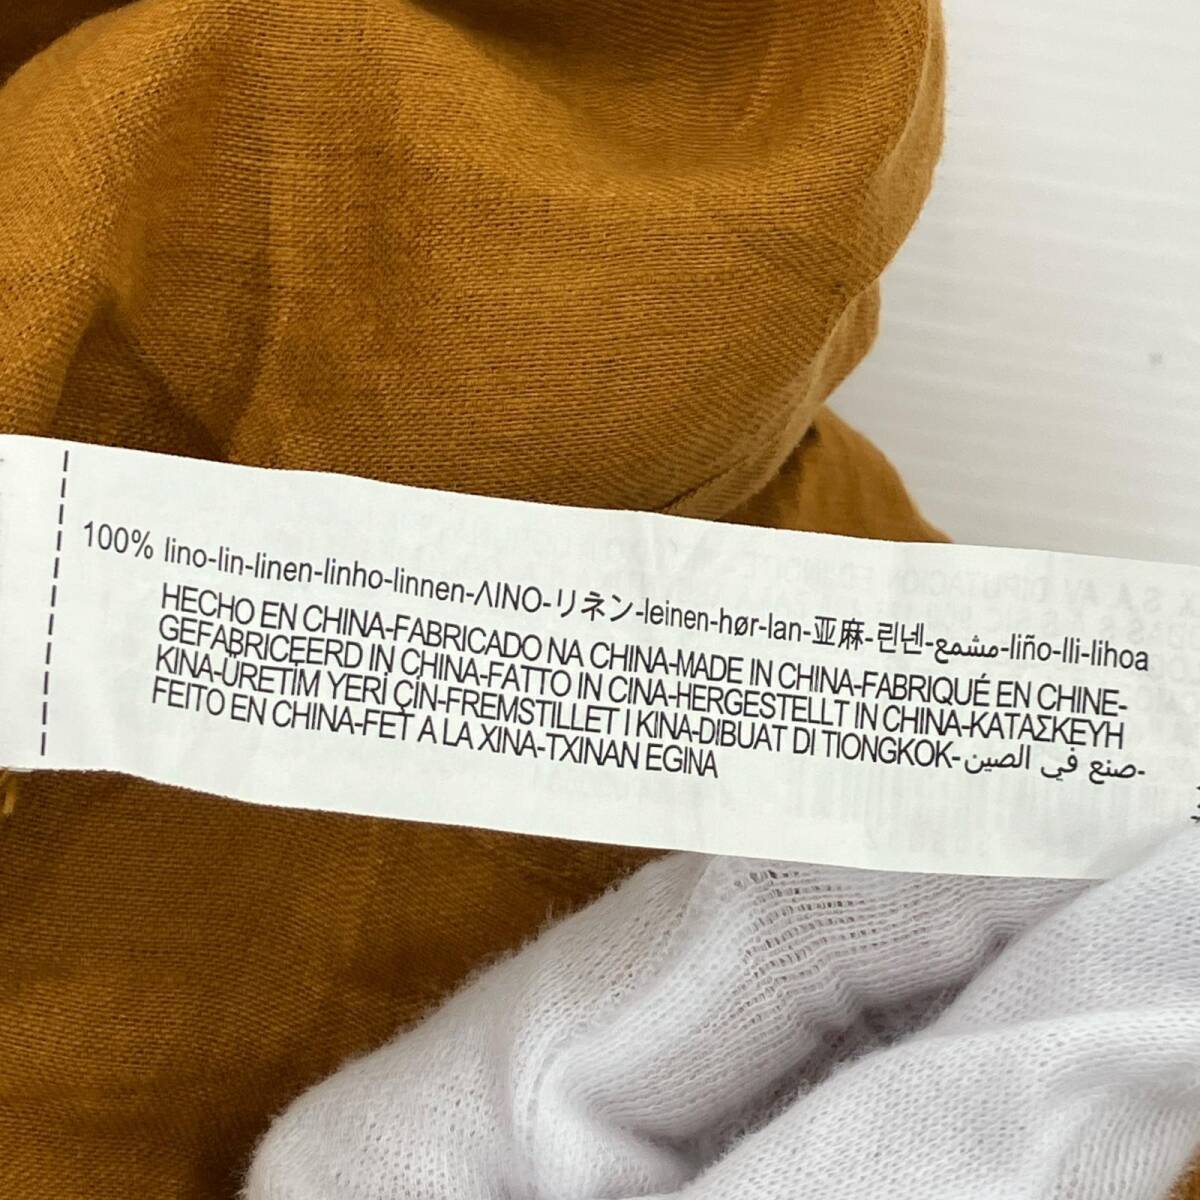 100% lino-lin-linen-linho-linnen-ΛINO-リネン-leinen-hør-lan-亚麻-린넨-مشمع-liño-lli-lihoa
HECHO EN CHINA-FABRICADO NA CHINA-MADE IN CHINA-FABRIQUÉ EN CHINE-
GEFABRICEERD IN CHINA-FATTO IN CINA-HERGESTELLT IN CHINA-ΚΑΤΑΣΚΕΥΗ
KINA-ÜRETİM YERİ ÇİN-FREMSTILLET I KINA-DIBUAT DI TIONGKOK-صنع في الصين-
FEITO EN CHINA-FET A LA XINA-TXINAN EGINA